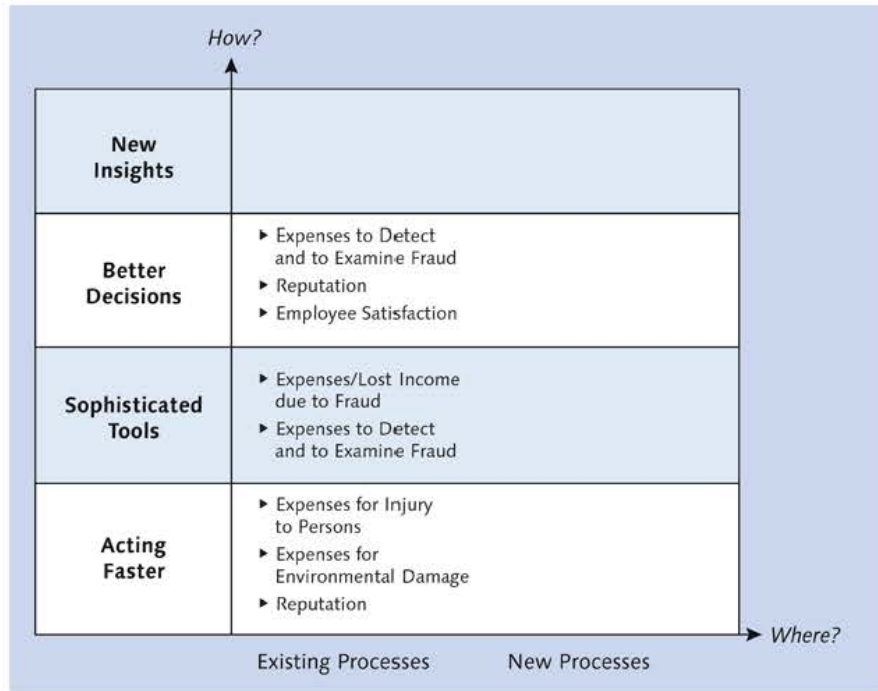 How?
New
Insights
Better
Decisions
▸ Expenses to Detect
and to Examine Fraud
▸ Reputation
▸ Employee Satisfaction
Sophisticated
Tools
▸ Expenses/Lost Income
due to Fraud
▸ Expenses to Detect
and to Examine Fraud
Acting
Faster
▸ Expenses for Injury
to Persons
▸ Expenses for
Environmental Damage
▸ Reputation
Where?
Existing Processes
New Processes